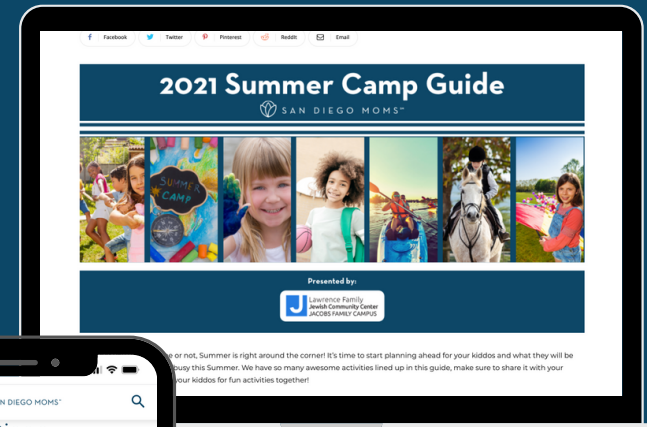 Facebook
Twitter
Pinterest
Reddit
Email
2021 Summer Camp Guide
SAN DIEGO MOMS™
SUMMER
CAMP
Presented by:
J
Lawrence Family
Jewish Community Center
JACOBS FAMILY CAMPUS
or not, Summer is right around the corner! It's time to start planning ahead for your kiddos and what they will be
busy this Summer. We have so many awesome activities lined up in this guide, make sure to share it with your
your kiddos for fun activities together!
DIEGO MOMS™